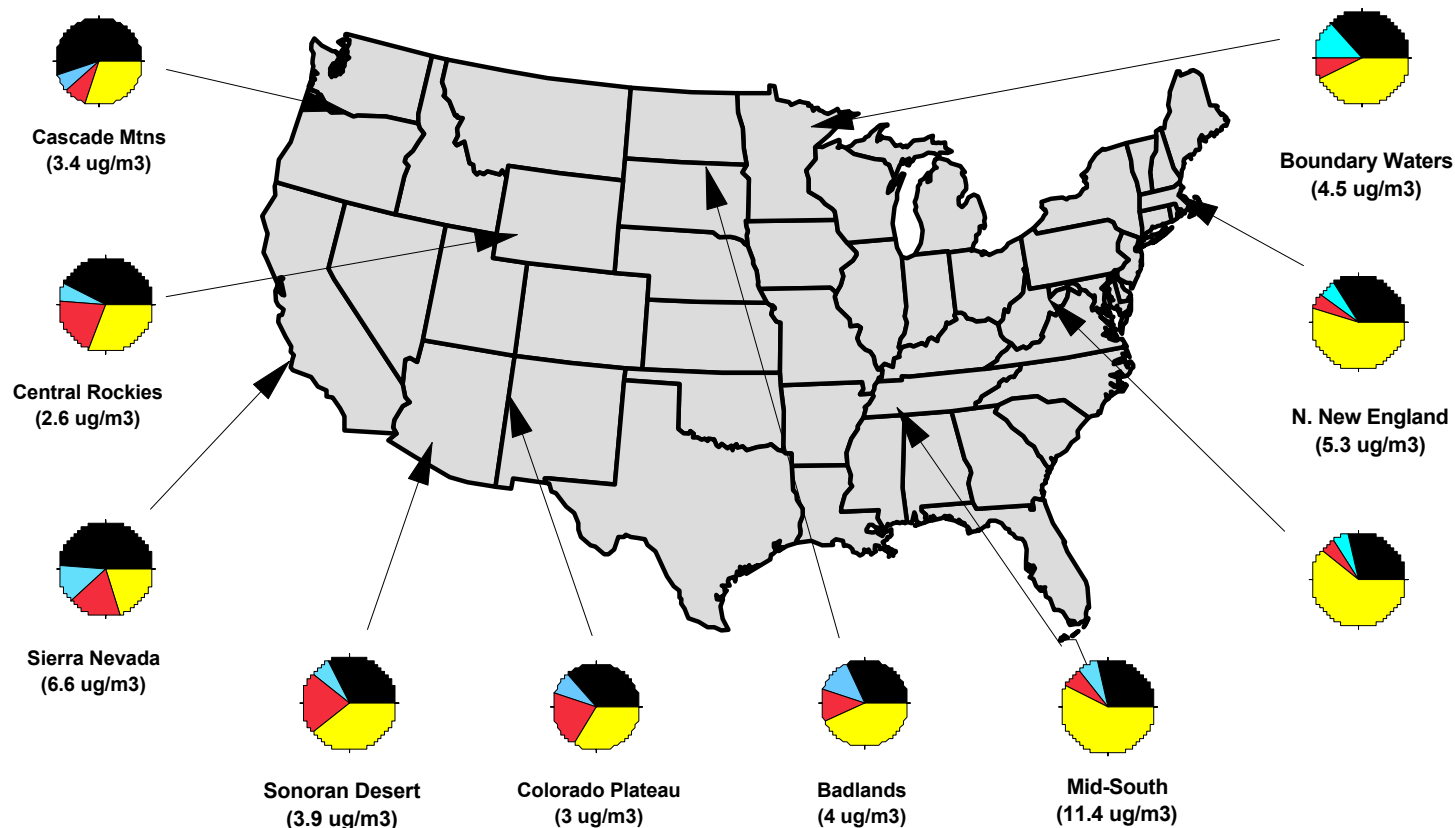 Cascade Mtns
(3.4 ug/m3)
Boundary Waters
(4.5 ug/m3)
Central Rockies
(2.6 ug/m3)
N. New England
(5.3 ug/m3)
Sierra Nevada
(6.6 ug/m3)
Sonoran Desert
(3.9 ug/m3)
Colorado Plateau
(3 ug/m3)
Badlands
(4 ug/m3)
Mid-South
(11.4 ug/m3)